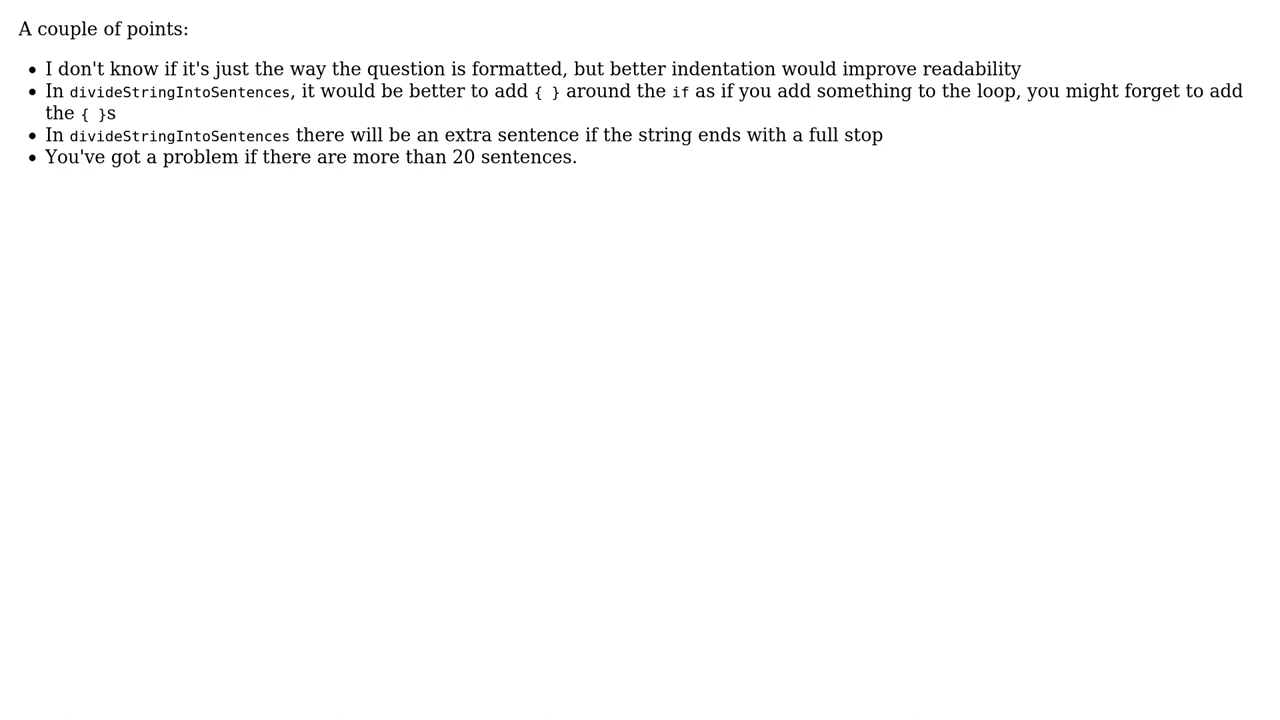 A couple of points:
• I don't know if it's just the way the question is formatted, but better indentation would improve readability
• In divideStringIntoSentences, it would be better to add { } around the if as if you add something to the loop, you might forget to add
the { }s
• In divideStringIntoSentences there will be an extra sentence if the string ends with a full stop
• You've got a problem if there are more than 20 sentences.